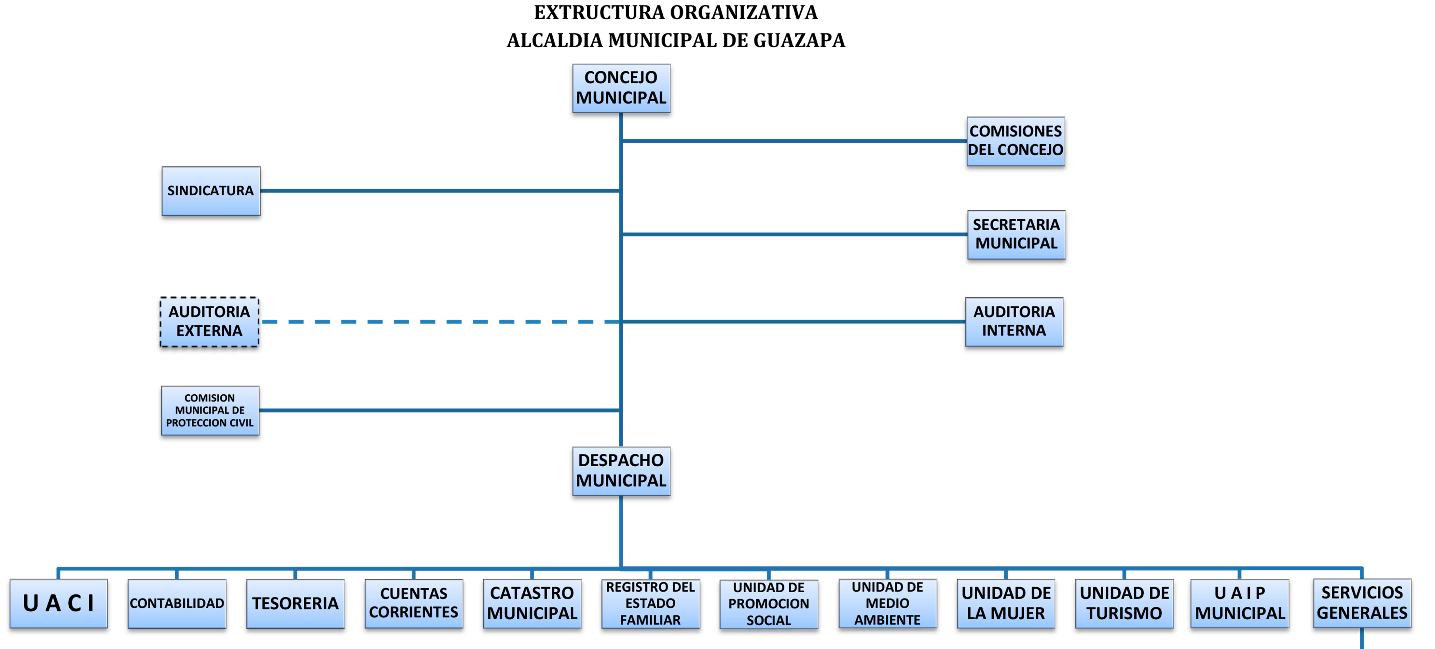 EXTRUCTURA ORGANIZATIVA
ALCALDIA MUNICIPAL DE GUAZAPA
CONCEJO
MUNICIPAL
COMISIONES
DEL CONCEJO
SINDICATURA
SECRETARIA
MUNICIPAL
AUDITORIA
EXTERNA
AUDITORIA
INTERNA
COMISION
MUNICIPAL DE
PROTECCION CIVIL
DESPACHO
MUNICIPAL
U A C I
CONTABILIDAD
TESORERIA
CUENTAS
CORRIENTES
CATASTRO
MUNICIPAL
REGISTRO DEL
ESTADO
FAMILIAR
UNIDAD DE
PROMOCION
SOCIAL
UNIDAD DE
MEDIO
AMBIENTE
UNIDAD DE
LA MUJER
UNIDAD DE
TURISMO
U A I P
MUNICIPAL
SERVICIOS
GENERALES